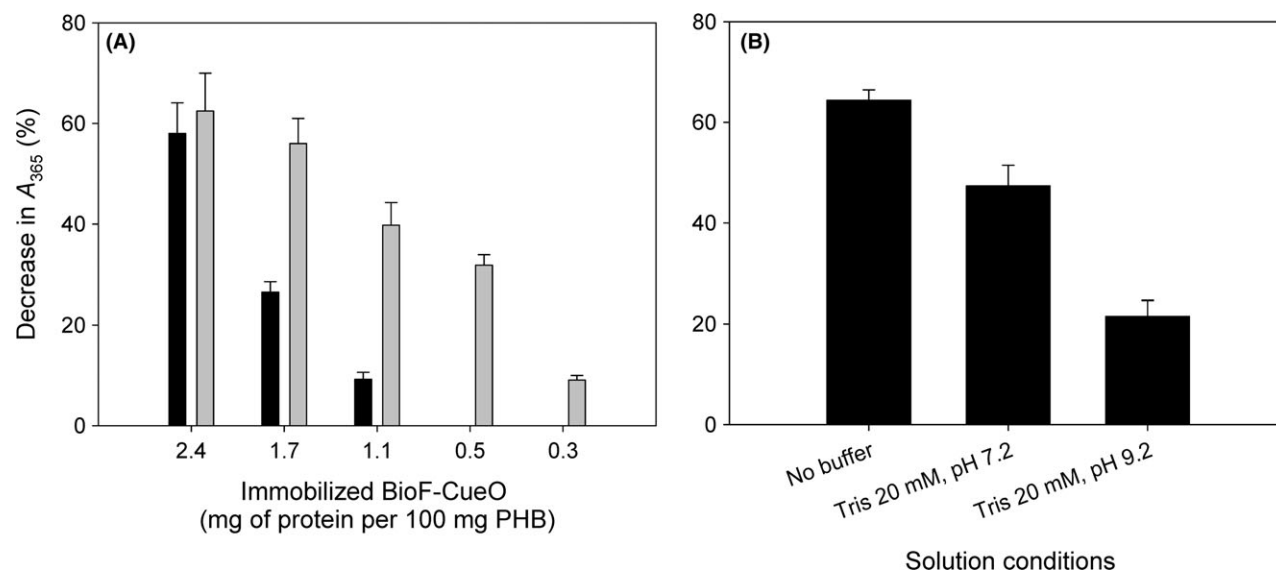 (A)
80
60
40
20
0
Decrease in A365 (%)
2.4 1.7 1.1 0.5 0.3
Immobilized BioF-CueO
(mg of protein per 100 mg PHB)
(B)
80
60
40
20
0
No buffer
Tris 20 mM, pH 7.2
Tris 20 mM, pH 9.2
Solution conditions